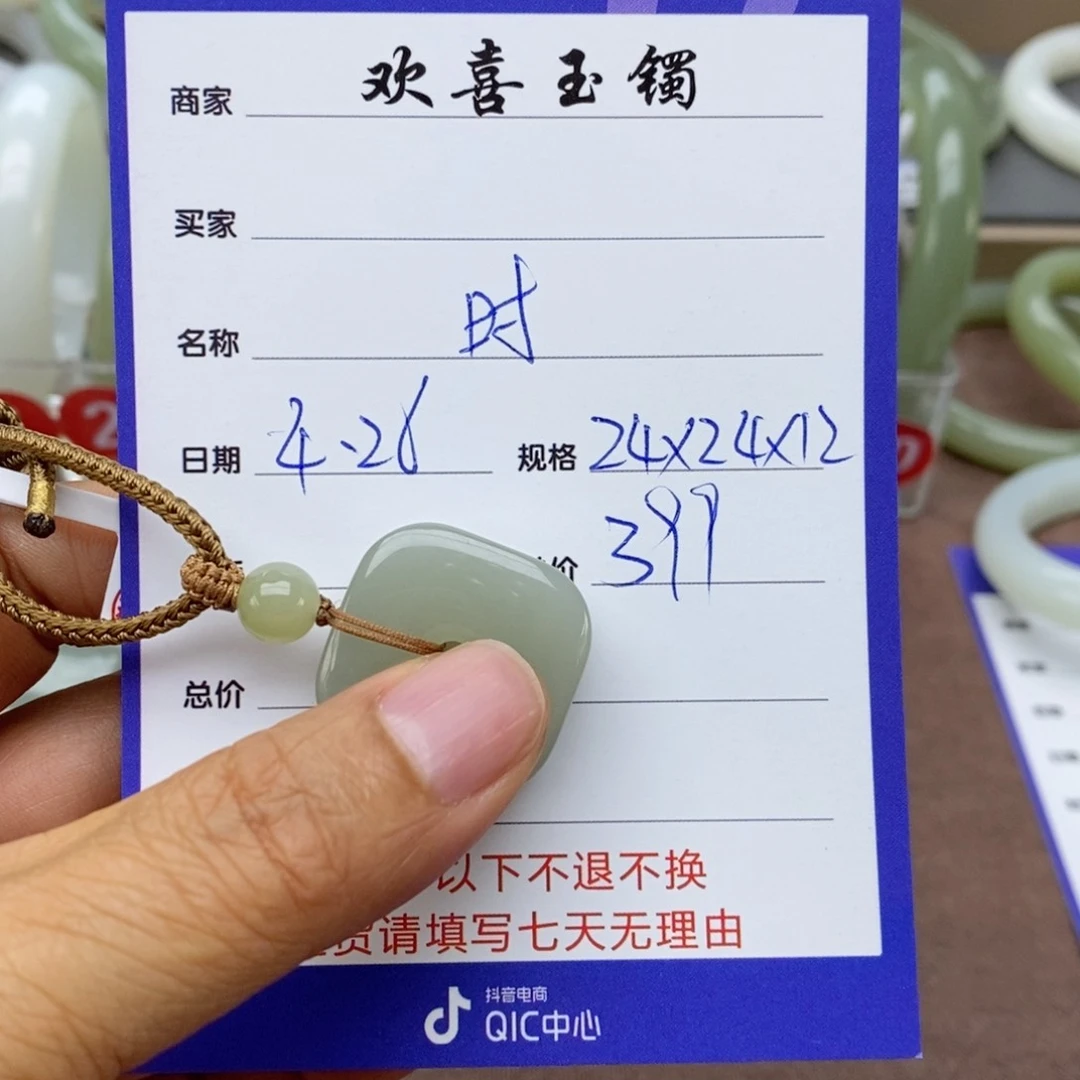 商家 欢喜玉镯
买家
名称 时
日期 4、26 规格 24x24x12
价 399
总价
以下不退不换
货请填写七天无理由
抖音电商
QIC中心